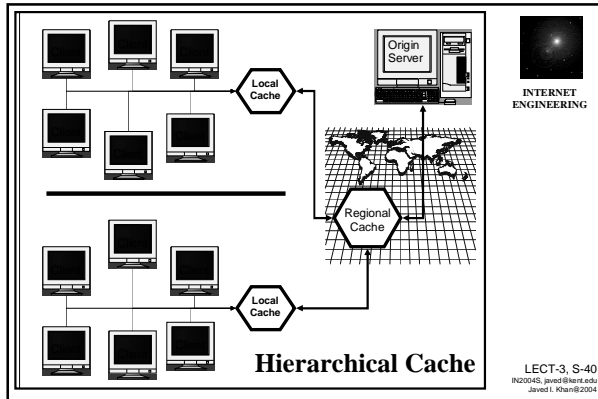 Local
Cache
Origin
Server
INTERNET
ENGINEERING
Regional
Cache
Local
Cache
Hierarchical Cache
LECT-3, S-40
IN2004S, javed@kent.edu
Javed I. Khan@2004